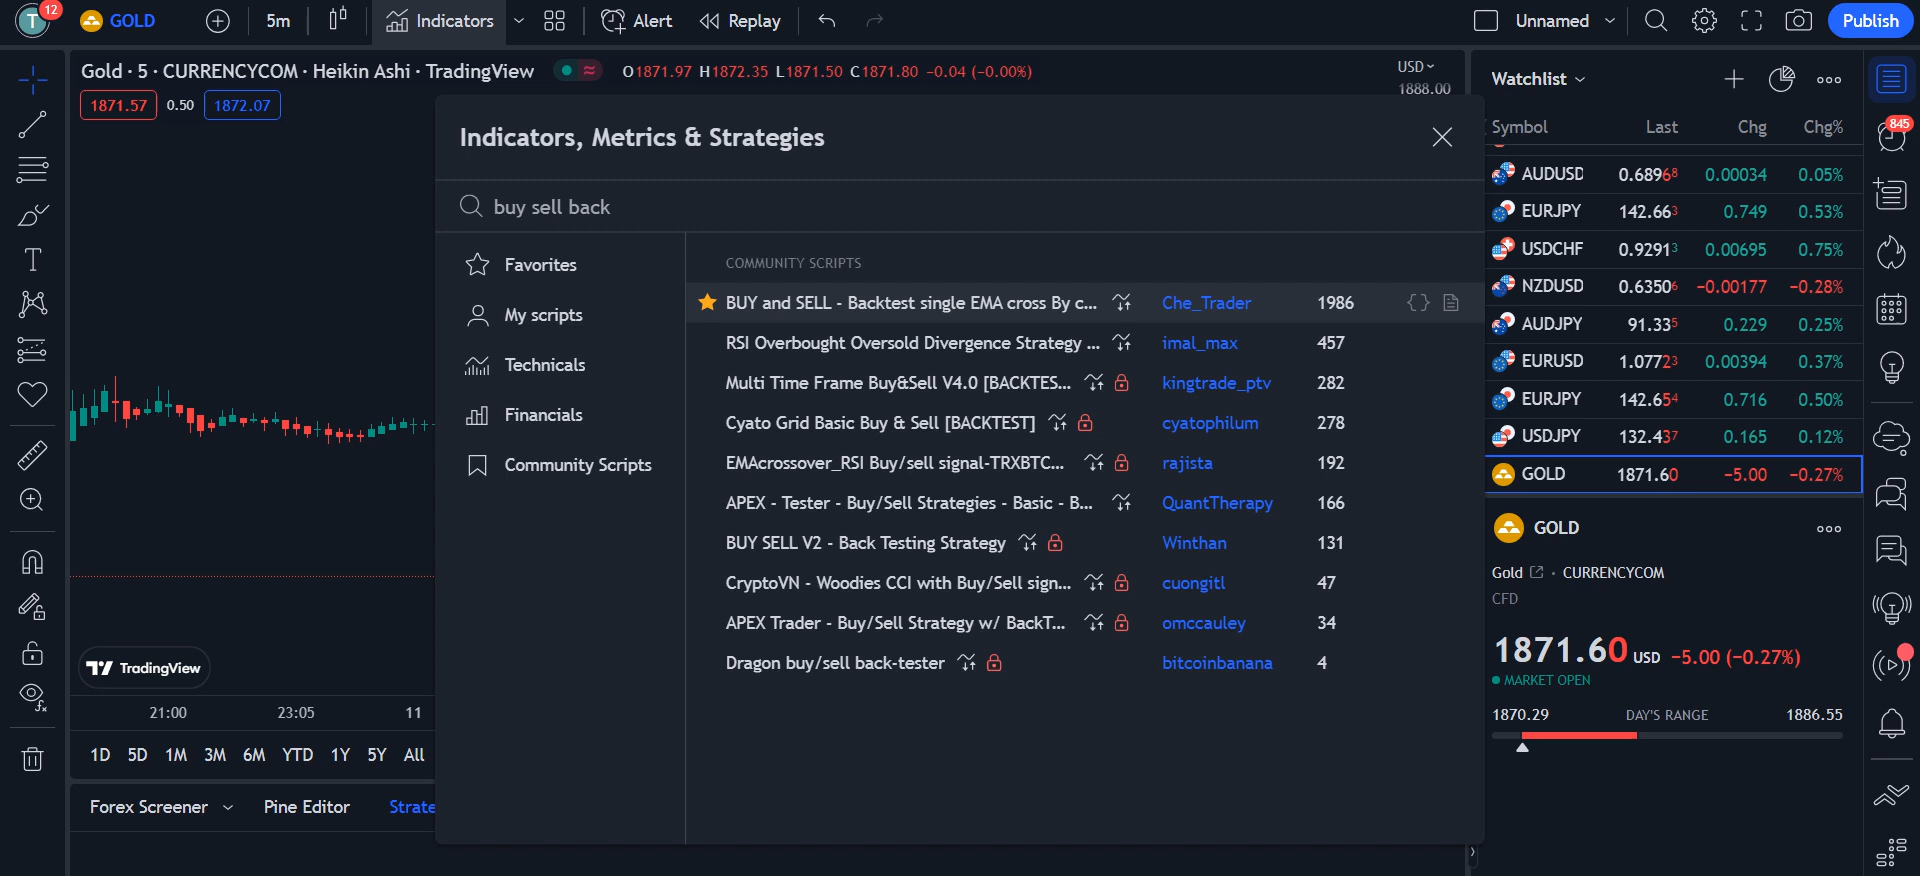 T 12 GOLD 5m Indicators Alert Replay Unnamed Publish
Gold · 5 · CURRENCYCOM · Heikin Ashi · TradingView O1871.97 H1872.35 L1871.50 C1871.80 -0.04 (-0.00%) USD
1888.00
1871.57 0.50 1872.07
Indicators, Metrics & Strategies
buy sell back
Favorites
My scripts
Technicals
Financials
Community Scripts
COMMUNITY SCRIPTS
BUY and SELL - Backtest single EMA cross By c... Che_Trader 1986
RSI Overbought Oversold Divergence Strategy ... imal_max 457
Multi Time Frame Buy&Sell V4.0 [BACKTES... kingtrade_ptv 282
Cyato Grid Basic Buy & Sell [BACKTEST] cyatophilum 278
EMAcrossover_RSI Buy/sell signal-TRXBTC... rajista 192
APEX - Tester - Buy/Sell Strategies - Basic - B... QuantTherapy 166
BUY SELL V2 - Back Testing Strategy Winthan 131
CryptoVN - Woodies CCI with Buy/Sell sign... cuongitl 47
APEX Trader - Buy/Sell Strategy w/ BackT... omccauley 34
Dragon buy/sell back-tester bitcoinbanana 4
TradingView
21:00 23:05 11
1D 5D 1M 3M 6M YTD 1Y 5Y All
Forex Screener Pine Editor Strate
Watchlist
Symbol Last Chg Chg%
AUDUSD 0.68968 0.00034 0.05%
EURJPY 142.663 0.749 0.53%
USDCHF 0.92913 0.00695 0.75%
NZDUSD 0.63506 -0.00177 -0.28%
AUDJPY 91.335 0.229 0.25%
EURUSD 1.07723 0.00394 0.37%
EURJPY 142.654 0.716 0.50%
USDJPY 132.437 0.165 0.12%
GOLD 1871.60 -5.00 -0.27%
GOLD
Gold · CURRENCYCOM
CFD
1871.60 USD -5.00 (-0.27%)
MARKET OPEN
1870.29 DAY'S RANGE 1886.55
845